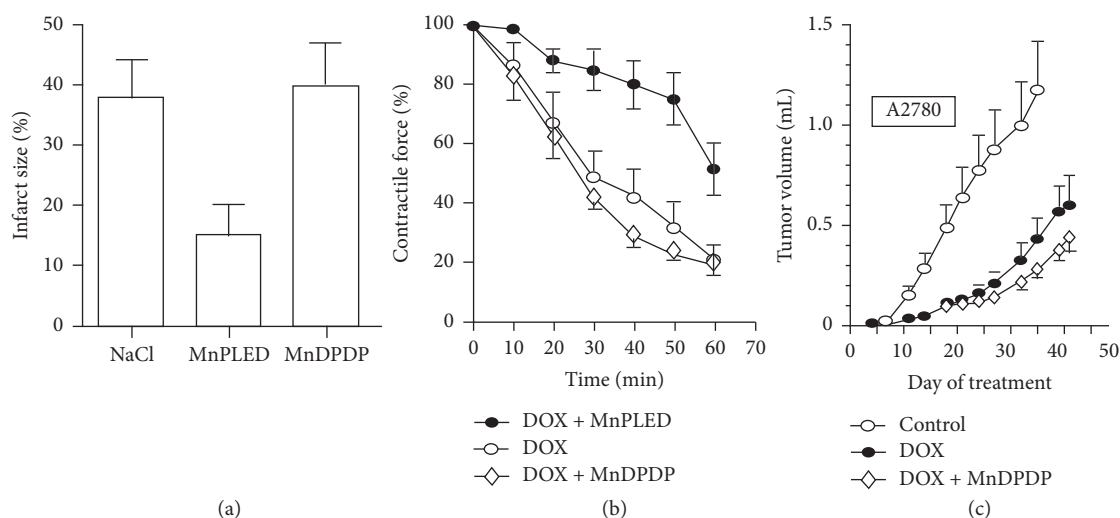 50
40
30
20
10
0
Infarct size (%)
NaCl
MnPLED
MnDPDP
(a)
100
80
60
40
20
0
Contractile force (%)
0
10
20
30
40
50
60
70
Time (min)
DOX + MnPLED
DOX
DOX + MnDPDP
(b)
1.5
1.0
0.5
0
Tumor volume (mL)
A2780
0
10
20
30
40
50
Day of treatment
Control
DOX
DOX + MnDPDP
(c)